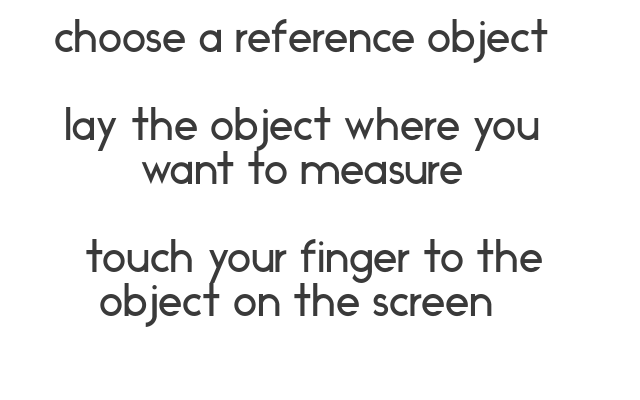 choose a reference object
lay the object where you
want to measure
touch your finger to the
object on the screen